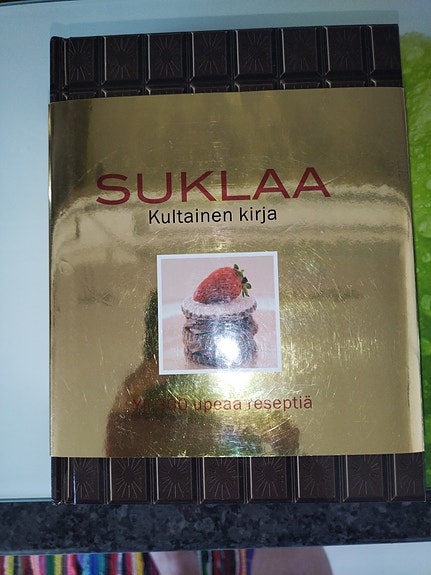 SUKLAA
Kultainen kirja
upeaa reseptiä